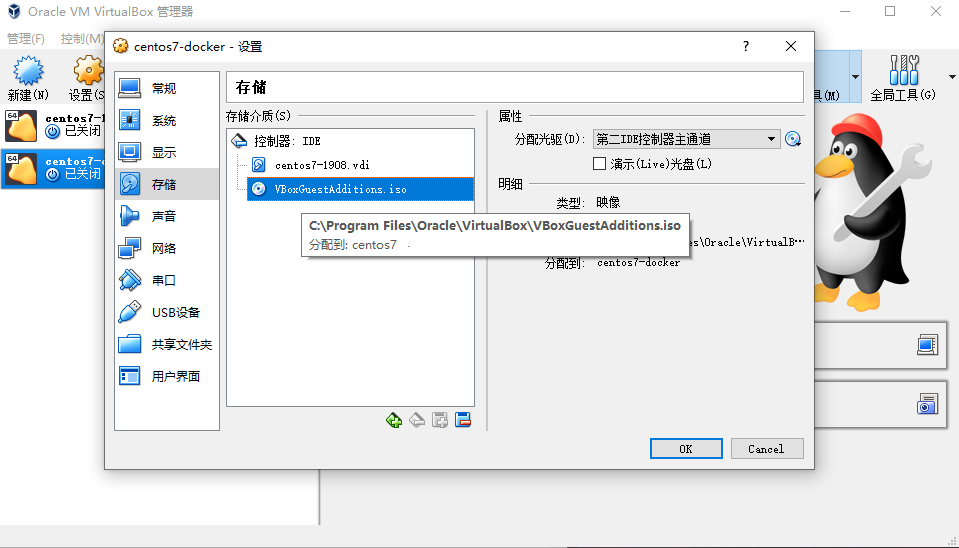 Oracle VM VirtualBox 管理器
管理(F) 控制(M)
新建(N) 设置(S 具(M) 全局工具(G)
64 centos7-1
已关闭
64 centos7-d
已关闭
centos7-docker - 设置 ?
常规
系统
显示
存储
声音
网络
串口
USB设备
共享文件夹
用户界面
存储
存储介质(S)
控制器: IDE
centos7-1908.vdi
VBoxGuestAdditions.iso
C:\Program Files\Oracle\VirtualBox\VBoxGuestAdditions.iso
分配到: centos7
属性
分配光驱(D): 第二IDE控制器主通道
演示(Live)光盘(L)
明细
类型: 映像
es\Oracle\VirtualB…
分配到: centos7-docker
OK Cancel